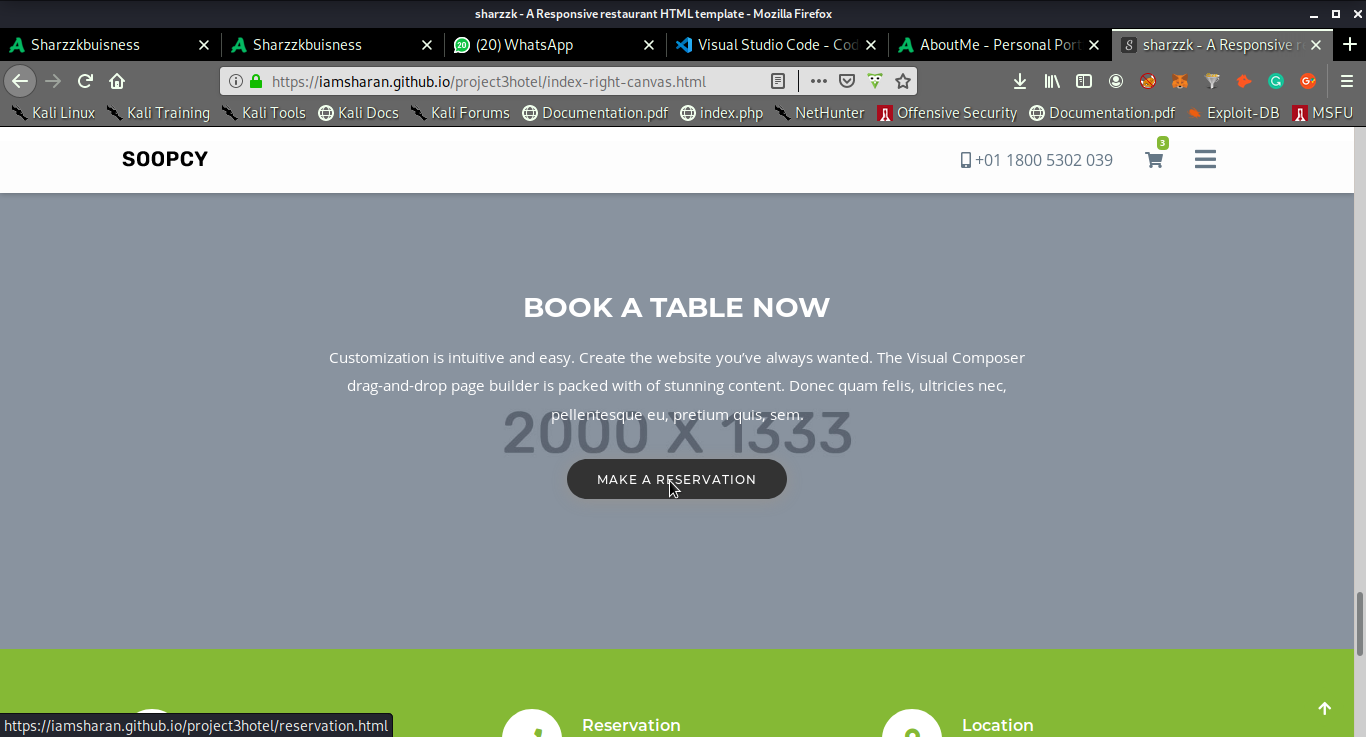 sharzzk - A Responsive restaurant HTML template - Mozilla Firefox
Sharzzkbuisness
Sharzzkbuisness
20
(20) WhatsApp
Visual Studio Code - Cod
AboutMe - Personal Port
sharzzk - A Responsive r
https://iamsharan.github.io/project3hotel/index-right-canvas.html
Kali Linux
Kali Training
Kali Tools
Kali Docs
Kali Forums
Documentation.pdf
index.php
NetHunter
Offensive Security
Documentation.pdf
Exploit-DB
MSFU
SOOPCY
+01 1800 5302 039
3
BOOK A TABLE NOW
Customization is intuitive and easy. Create the website you’ve always wanted. The Visual Composer
drag-and-drop page builder is packed with of stunning content. Donec quam felis, ultricies nec,
pellentesque eu, pretium quis, sem.
2000 X 1333
MAKE A RESERVATION
Reservation
Location
https://iamsharan.github.io/project3hotel/reservation.html